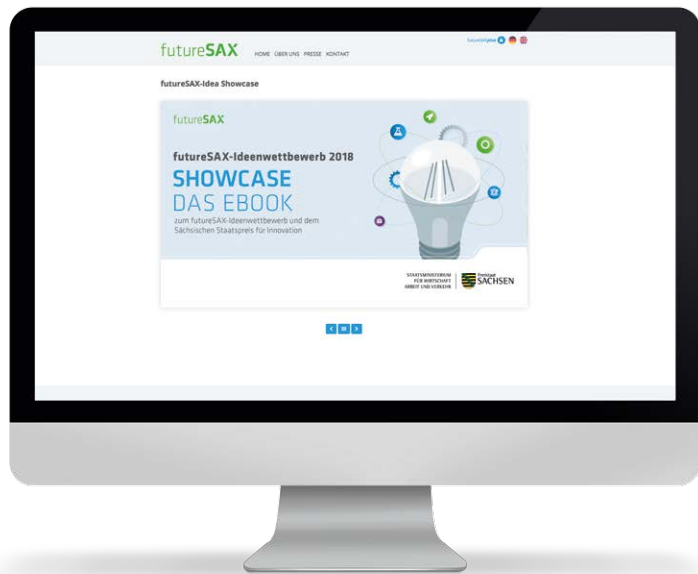 futureSAX
HOME ÜBER UNS PRESSE KONTAKT
futureSAX-Idea Showcase
futureSAX
futureSAX-Ideenwettbewerb 2018
SHOWCASE
DAS EBOOK
zum futureSAX-Ideenwettbewerb und dem
Sächsischen Staatspreis für Innovation
STAATSMINISTERIUM
FÜR WIRTSCHAFT
ARBEIT UND VERKEHR
Freistaat
SACHSEN